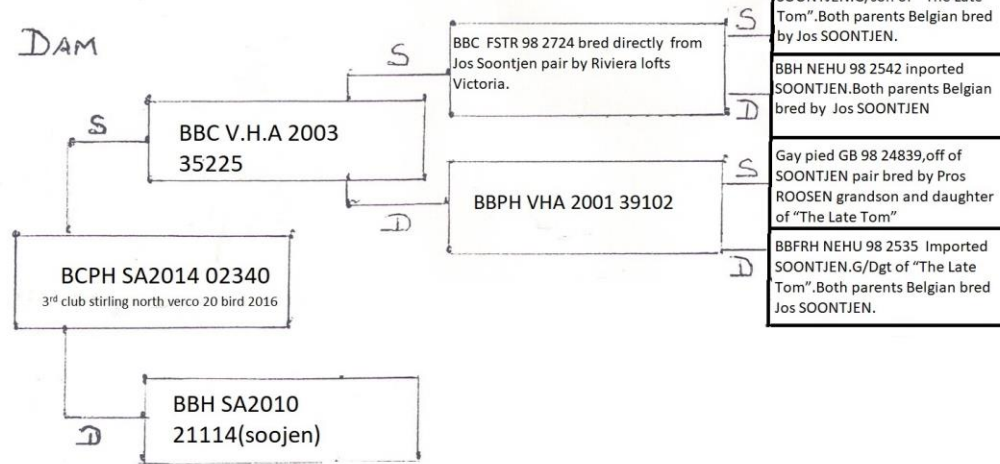 DAM
S
BBC FSTR 98 2724 bred directly from
Jos Soontjen pair by Riviera lofts
Victoria.
S
Tom".Both parents Belgian bred
by Jos SOONTJEN.
D
BBH NEHU 98 2542 inported
SOONTJEN.Both parents Belgian
bred by Jos SOONTJEN
S
BBC V.H.A 2003
35225
D
BBPH VHA 2001 39102
S
Gay pied GB 98 24839,off of
SOONTJEN pair bred by Pros
ROOSEN grandson and daughter
of "The Late Tom"
D
BBFRH NEHU 98 2535 Imported
SOONTJEN.G/Dgt of "The Late
Tom".Both parents Belgian bred
Jos SOONTJEN.
BCPH SA2014 02340
3rd club stirling north verco 20 bird 2016
D
BBH SA2010
21114(soojen)